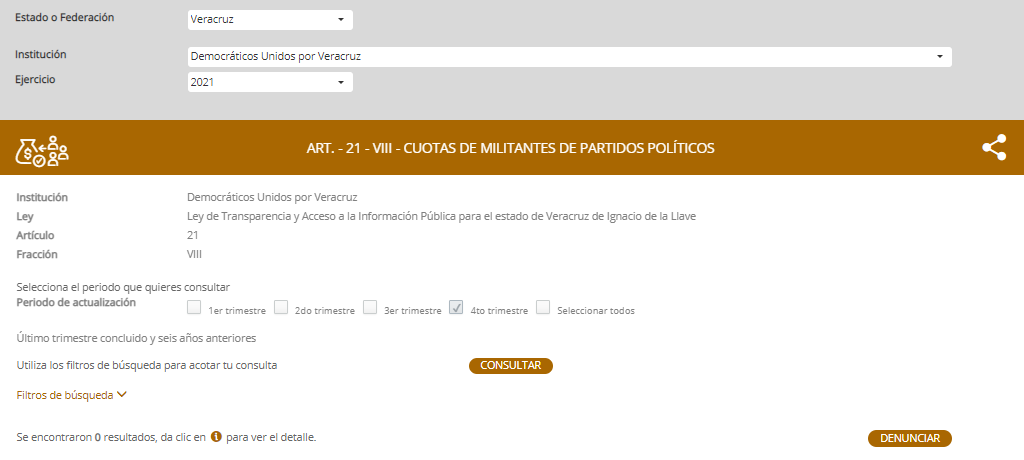 Estado o Federación Veracruz
Institución Democráticos Unidos por Veracruz
Ejercicio 2021
ART. - 21 - VIII - CUOTAS DE MILITANTES DE PARTIDOS POLÍTICOS
Institución Democráticos Unidos por Veracruz
Ley Ley de Transparencia y Acceso a la Información Pública para el estado de Veracruz de Ignacio de la Llave
Artículo 21
Fracción VIII
Selecciona el periodo que quieres consultar
Periodo de actualización 1er trimestre 2do trimestre 3er trimestre 4to trimestre Seleccionar todos
Último trimestre concluido y seis años anteriores
Utiliza los filtros de búsqueda para acotar tu consulta CONSULTAR
Filtros de búsqueda
Se encontraron 0 resultados, da clic en i para ver el detalle. DENUNCIAR